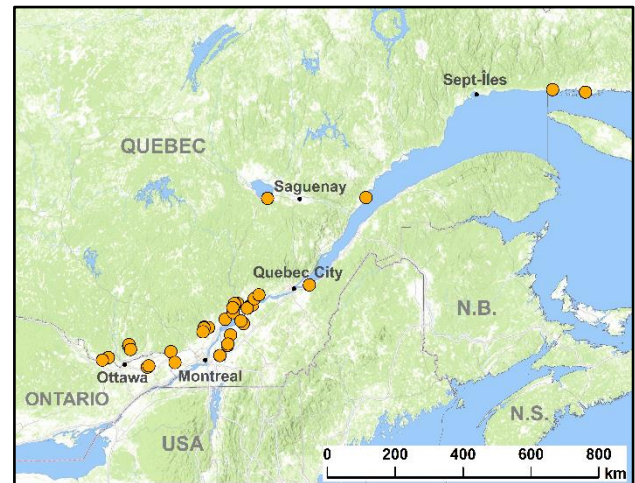 Sept-Îles
QUEBEC
Saguenay
Quebec City
N.B.
Ottawa
Montreal
ONTARIO
N.S.
USA
0 200 400 600 800
km